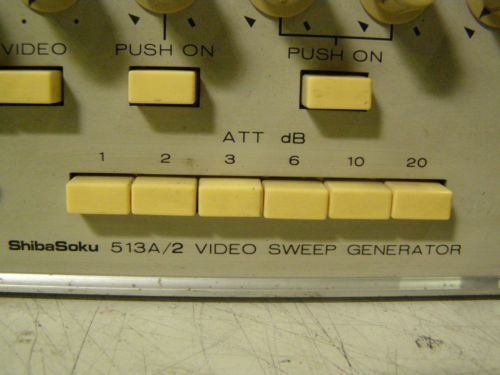 VIDEO PUSH ON PUSH ON
ATT dB
1 2 3 6 10 20
ShibaSoku 513A/2 VIDEO SWEEP GENERATOR